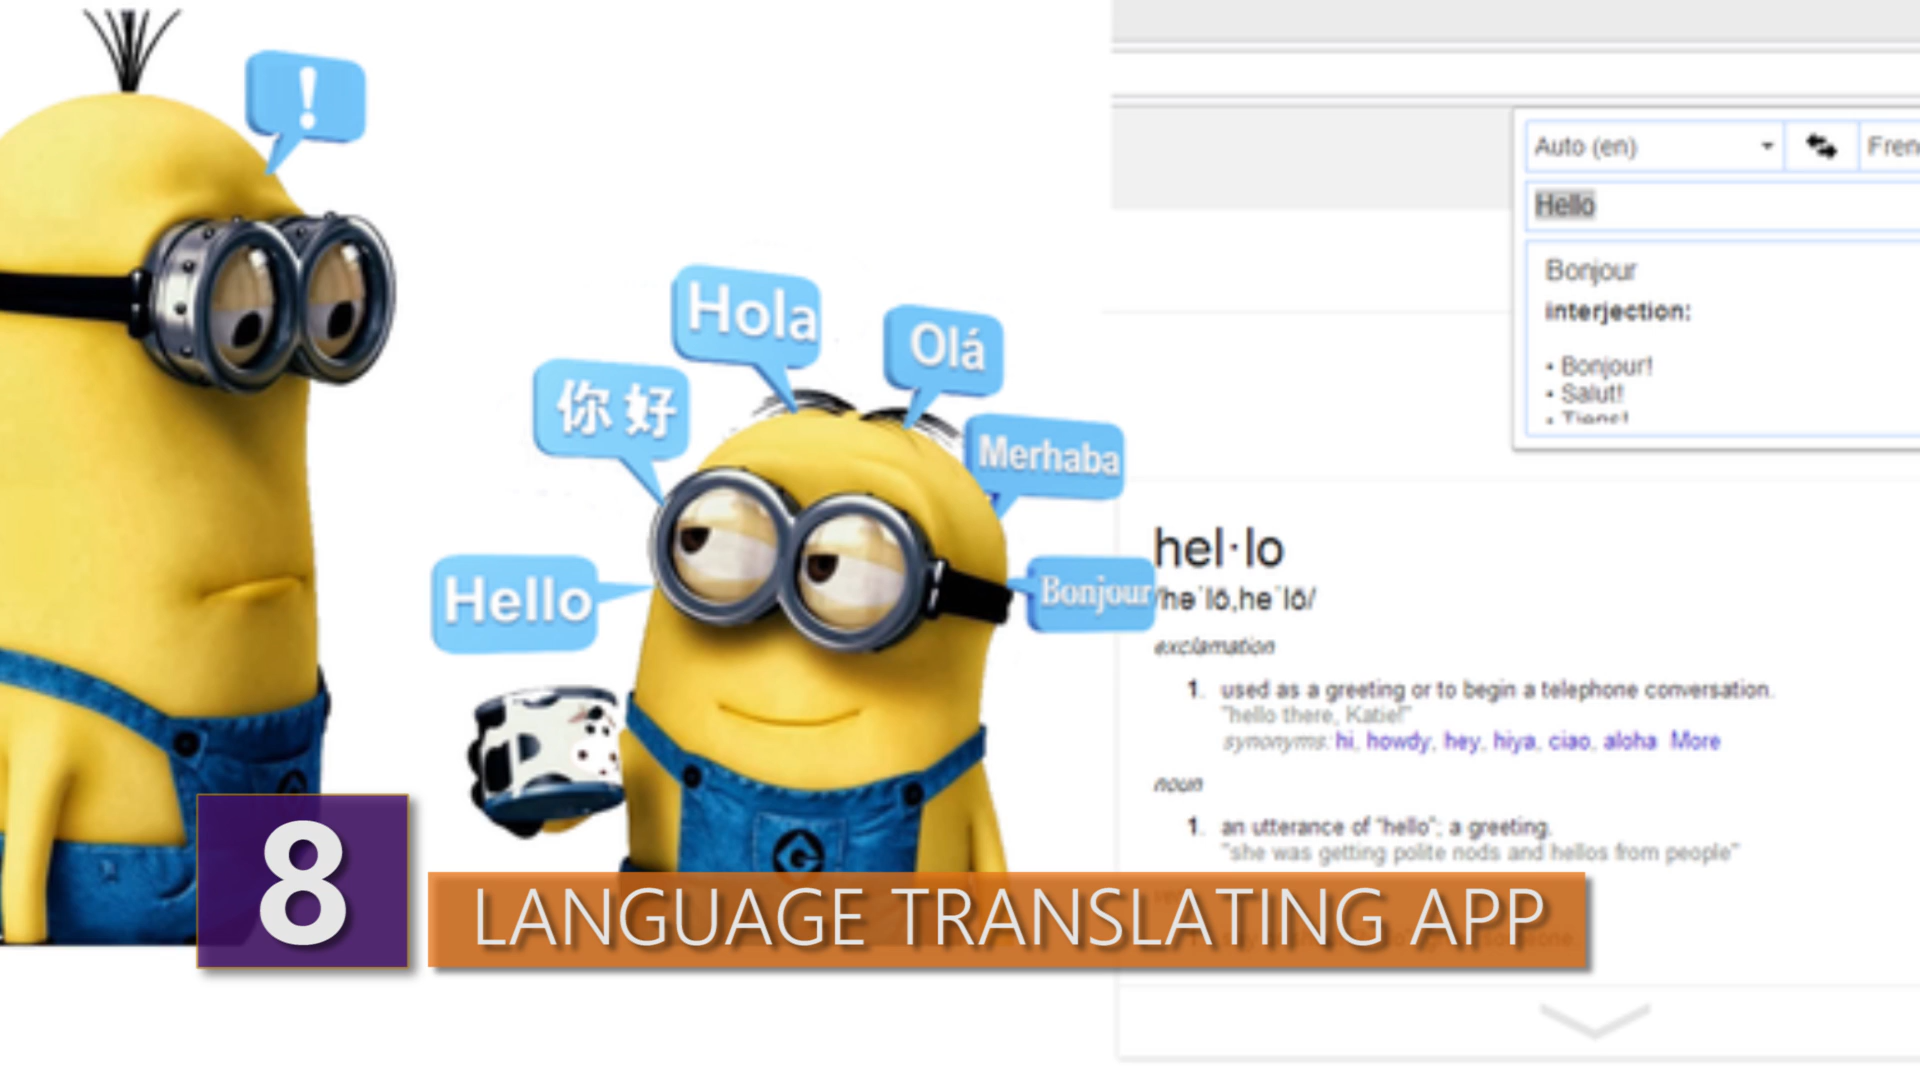 !
Hola
Olá
你好
Merhaba
Hello
Bonjour
Auto (en)
Hello
Bonjour
interjection:
• Bonjour!
• Salut!
hel·lo
/həˈlō,heˈlō/
exclamation
1. used as a greeting or to begin a telephone conversation.
"hello there, Katie!"
synonyms: hi, howdy, hey, hiya, ciao, aloha More
noun
1. an utterance of "hello"; a greeting.
"she was getting polite nods and hellos from people"
8
LANGUAGE TRANSLATING APP